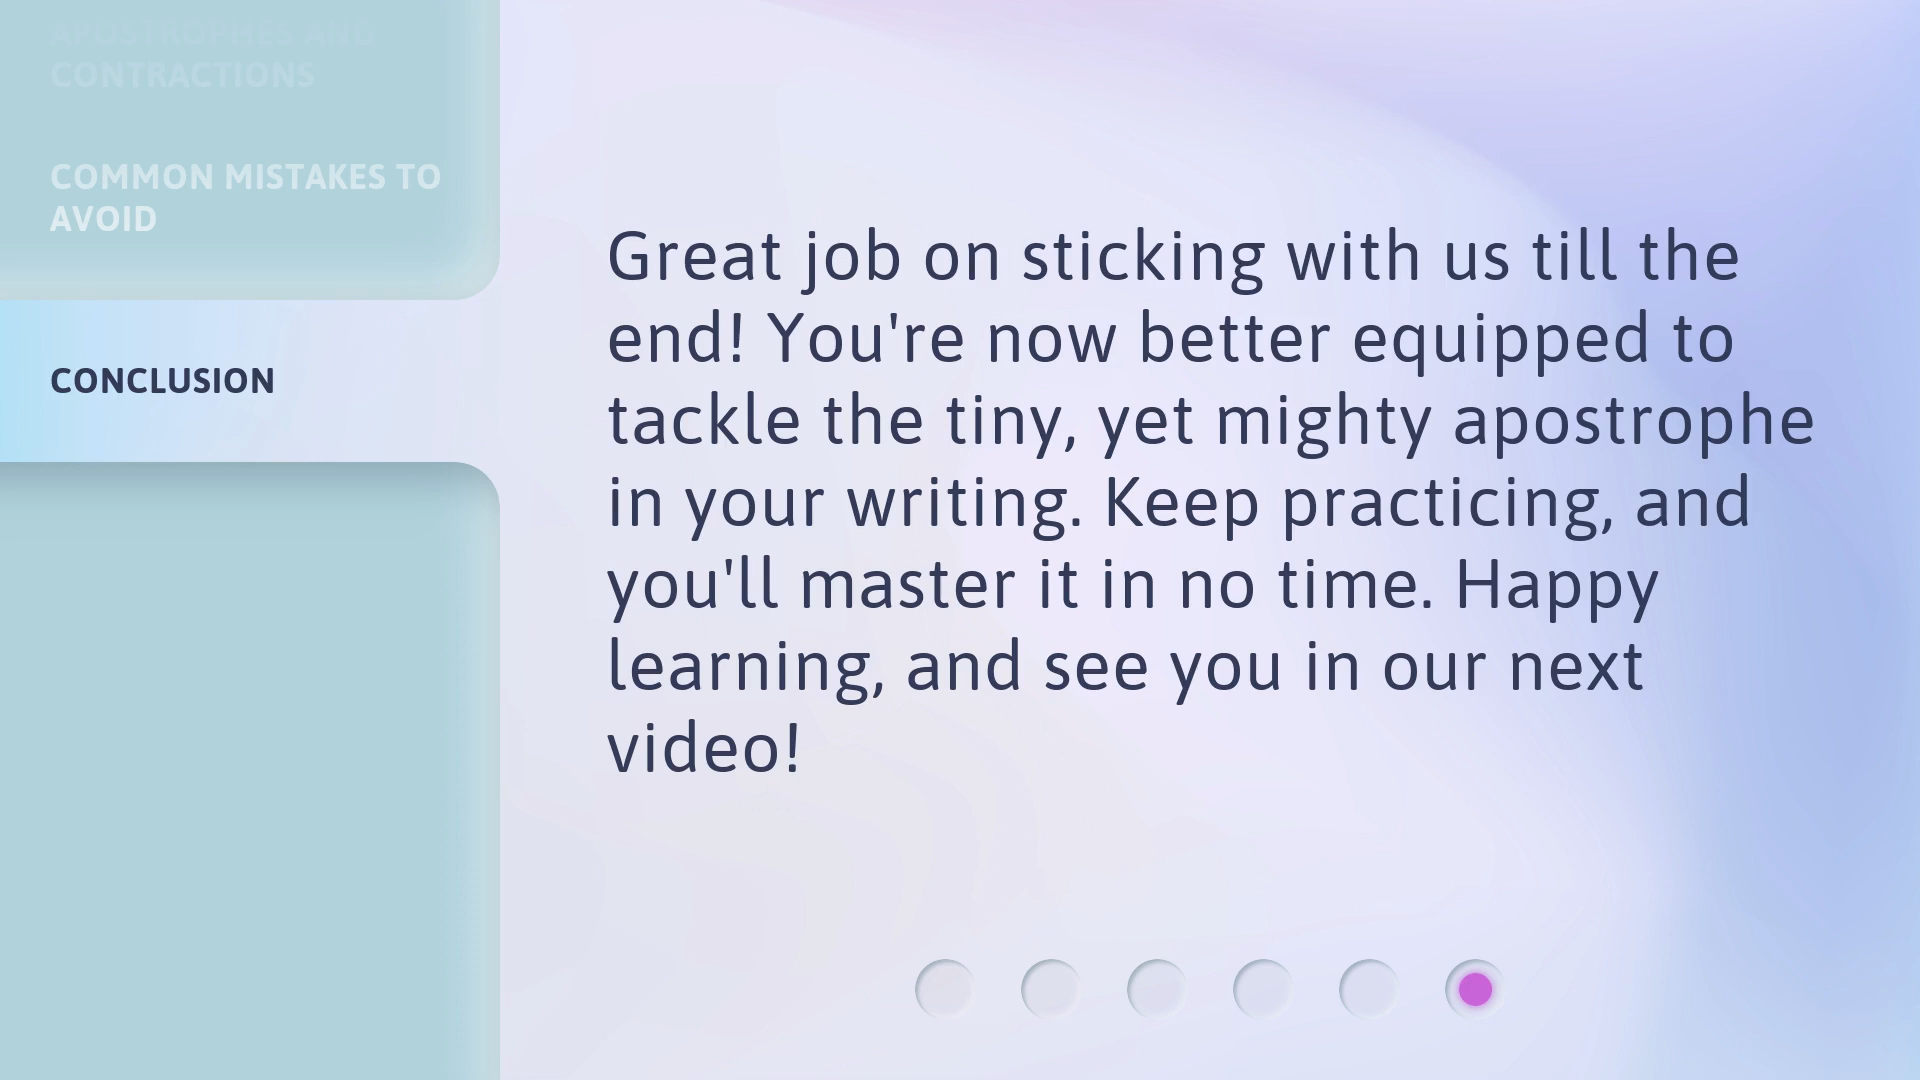 APOSTROPHES AND
CONTRACTIONS
COMMON MISTAKES TO
AVOID
CONCLUSION
Great job on sticking with us till the
end! You're now better equipped to
tackle the tiny, yet mighty apostrophe
in your writing. Keep practicing, and
you'll master it in no time. Happy
learning, and see you in our next
video!